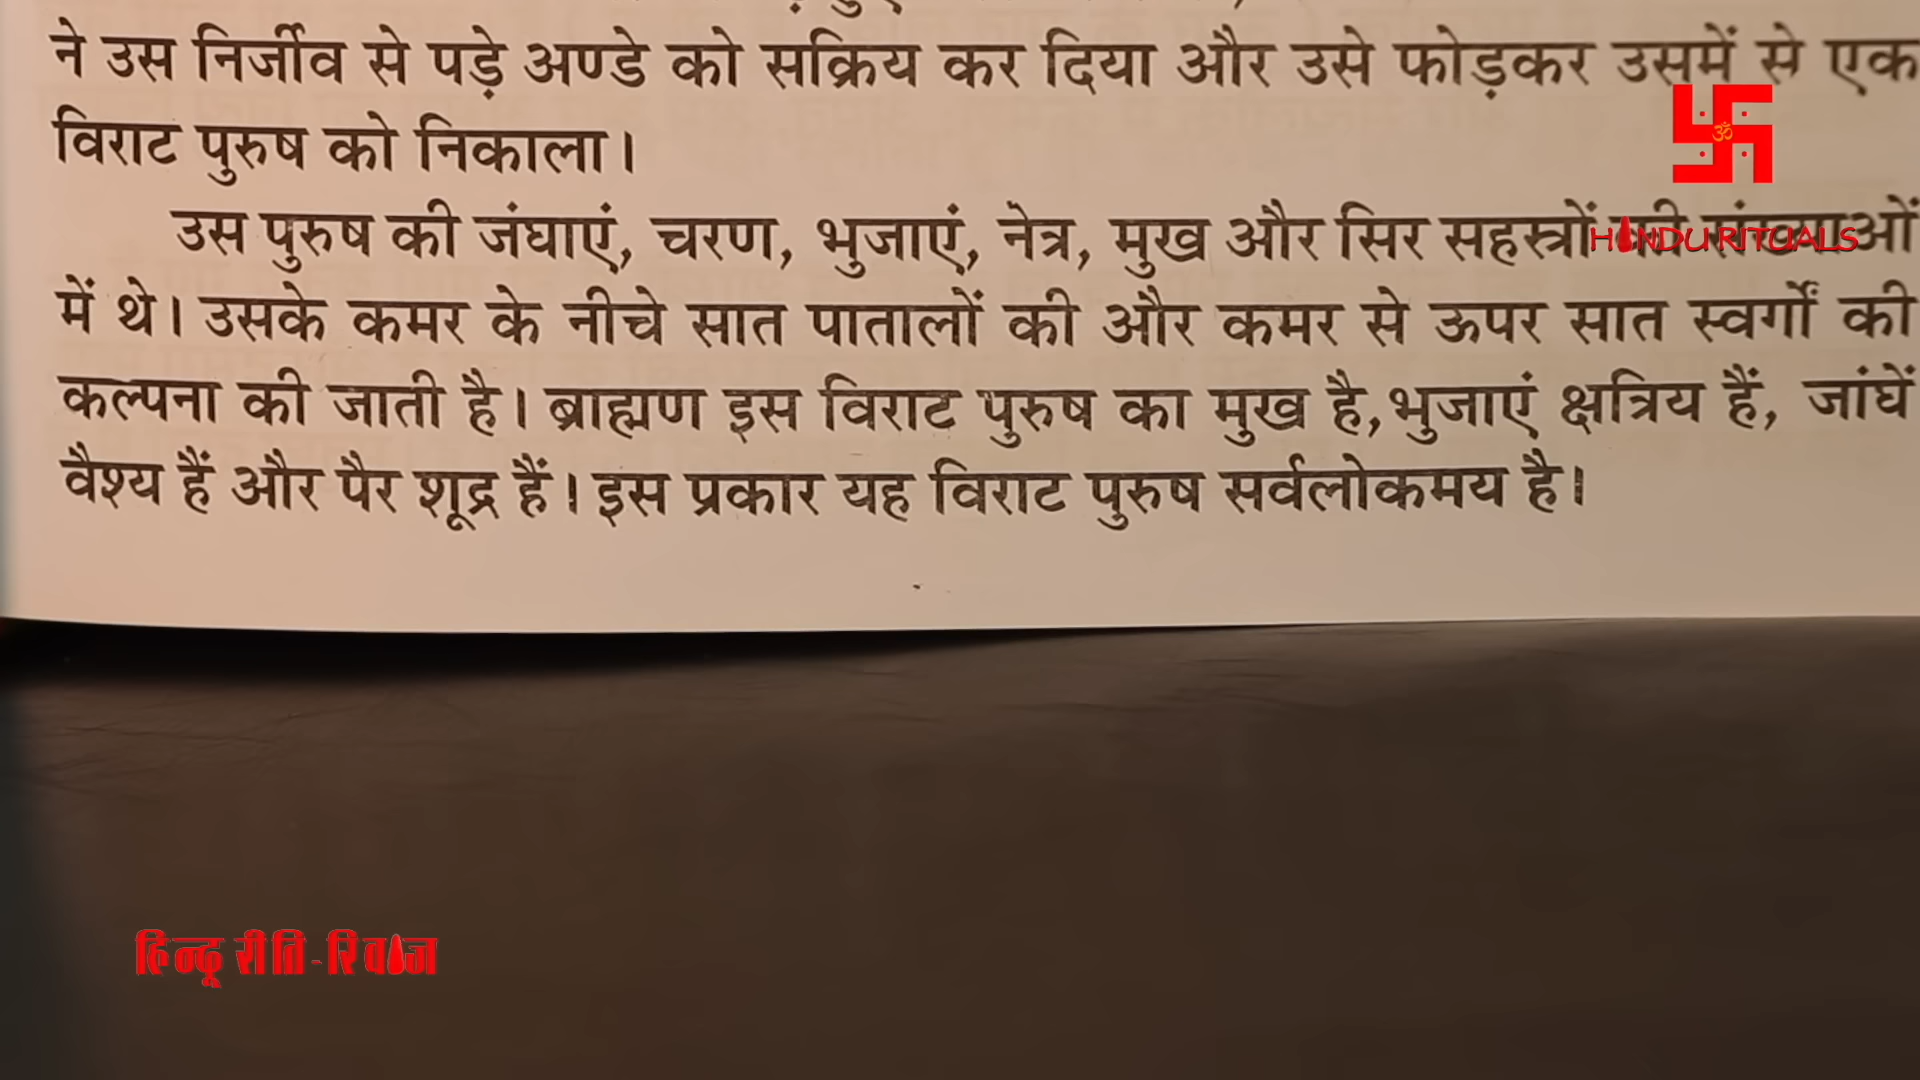 ने उस निर्जीव से पड़े अण्डे को सक्रिय कर दिया और उसे फोड़कर उसमें से एक
विराट पुरुष को निकाला।
ॐ
उस पुरुष की जंघाएं, चरण, भुजाएं, नेत्र, मुख और सिर सहस्त्रों की संख्याओं
HINDU RITUALS
में थे। उसके कमर के नीचे सात पातालों की और कमर से ऊपर सात स्वर्गों की
कल्पना की जाती है। ब्राह्मण इस विराट पुरुष का मुख है, भुजाएं क्षत्रिय हैं, जांघें
वैश्य हैं और पैर शूद्र हैं। इस प्रकार यह विराट पुरुष सर्वलोकमय है।
हिन्दू रीति-रिवाज